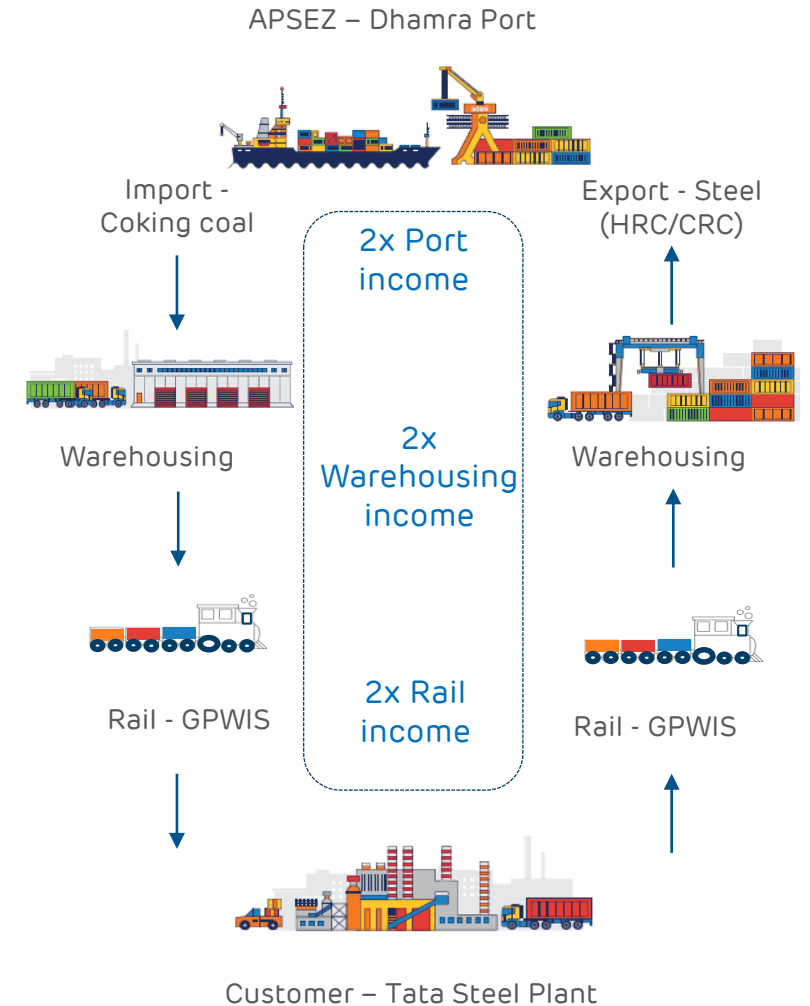 APSEZ – Dhamra Port
adani
Import -
Coking coal
Export - Steel
(HRC/CRC)
2x Port
income
Warehousing
2x
Warehousing
income
Warehousing
Rail - GPWIS
2x Rail
income
Rail - GPWIS
Customer – Tata Steel Plant